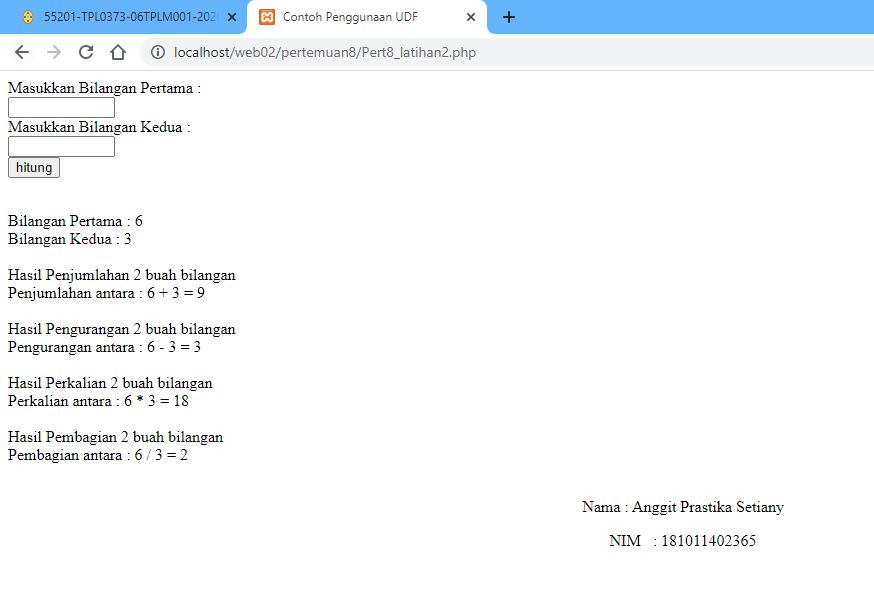 55201-TPL0373-06TPLM001-202
Contoh Penggunaan UDF
localhost/web02/pertemuan8/Pert8_latihan2.php
Masukkan Bilangan Pertama :
Masukkan Bilangan Kedua :
hitung
Bilangan Pertama : 6
Bilangan Kedua : 3
Hasil Penjumlahan 2 buah bilangan
Penjumlahan antara : 6 + 3 = 9
Hasil Pengurangan 2 buah bilangan
Pengurangan antara : 6 - 3 = 3
Hasil Perkalian 2 buah bilangan
Perkalian antara : 6 * 3 = 18
Hasil Pembagian 2 buah bilangan
Pembagian antara : 6 / 3 = 2
Nama : Anggit Prastika Setiany
NIM : 181011402365